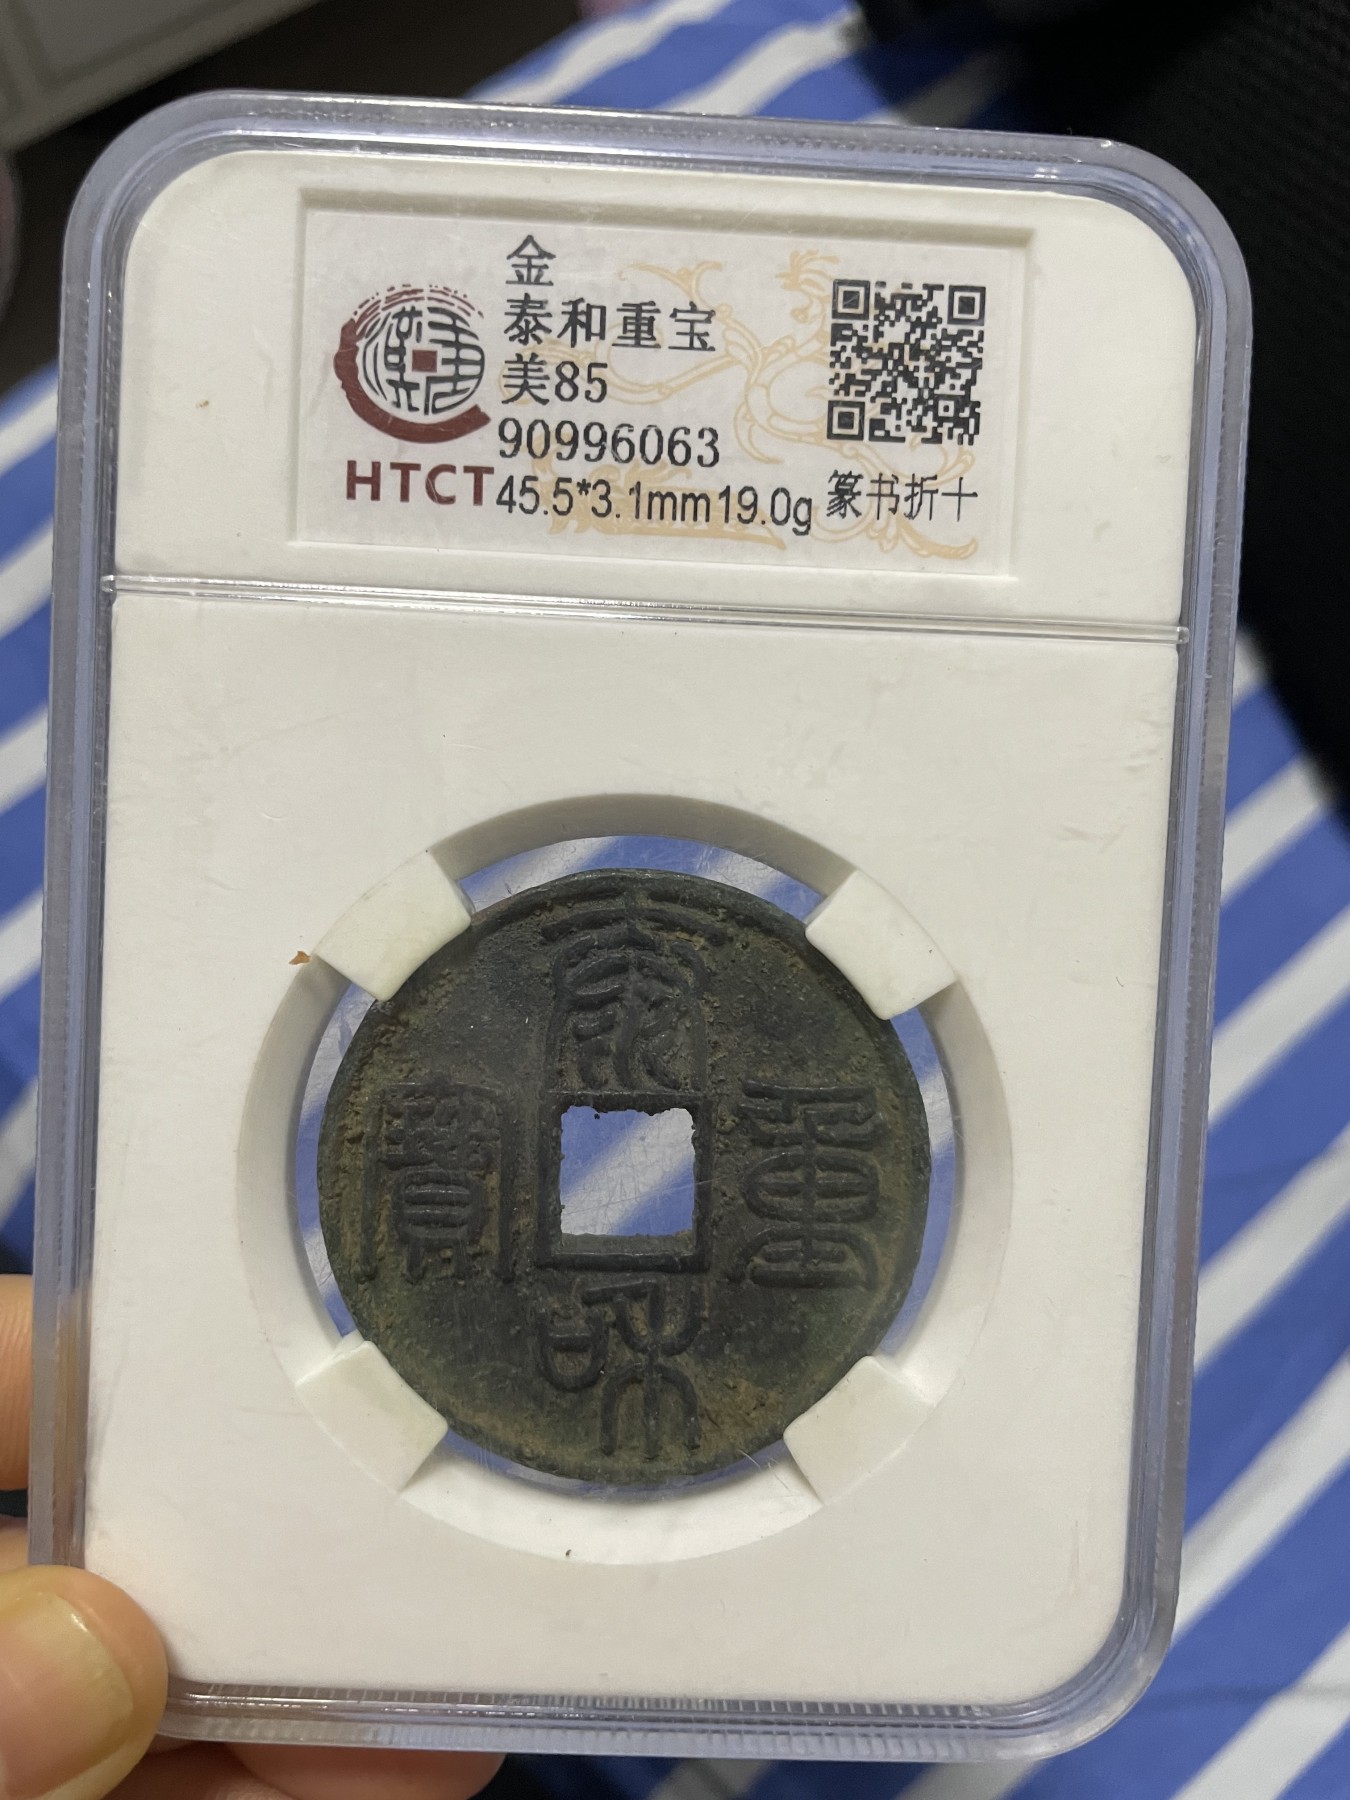 金
泰和重宝
美85
90996063
HTCT 45.5*3.1mm 19.0g 篆书折十
泰
寶 重
和